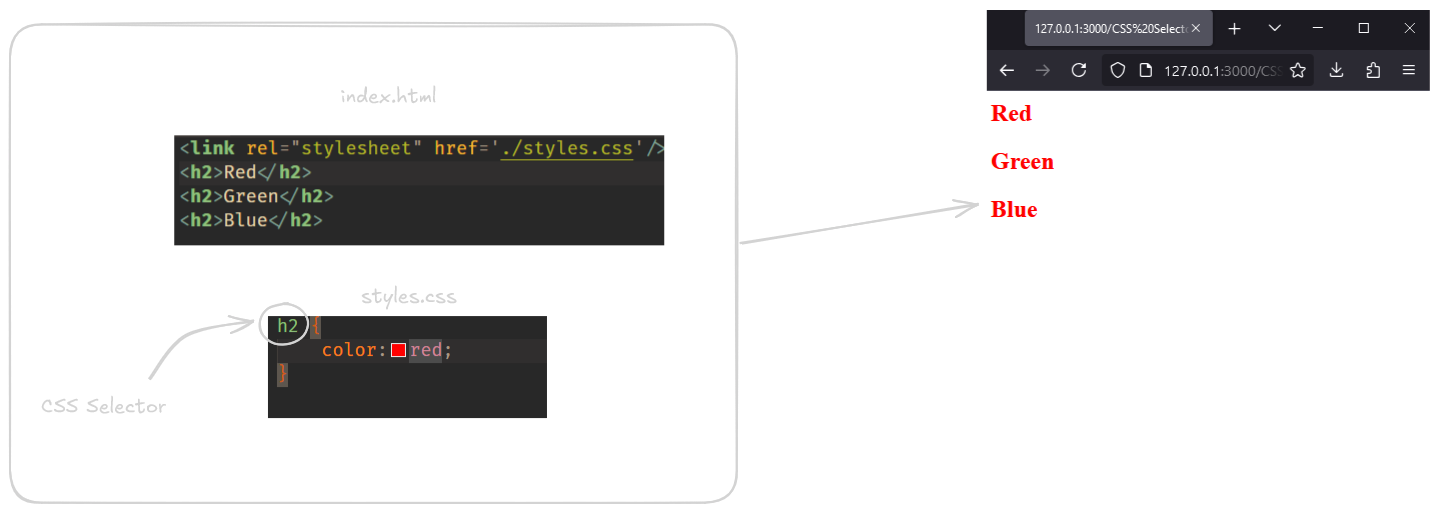 index.html
<link rel="stylesheet" href='./styles.css'/>
<h2>Red</h2>
<h2>Green</h2>
<h2>Blue</h2>
styles.css
h2 {
color: red;
}
CSS Selector
127.0.0.1:3000/CSS%20Selecto
127.0.0.1:3000/CSS
Red
Green
Blue